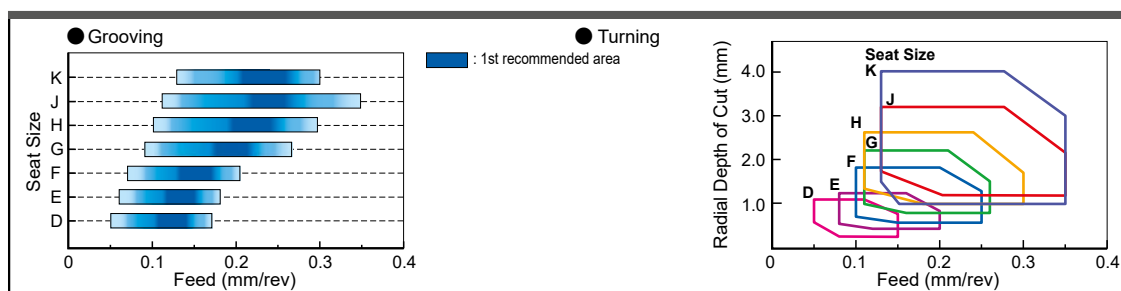 Grooving
: 1st recommended area
Seat Size
K
J
H
G
F
E
D
0
0.1
0.2
0.3
0.4
Feed (mm/rev)
Turning
Radial Depth of Cut (mm)
4.0
3.0
2.0
1.0
Seat Size
K
J
H
G
F
E
D
0
0.1
0.2
0.3
0.4
Feed (mm/rev)